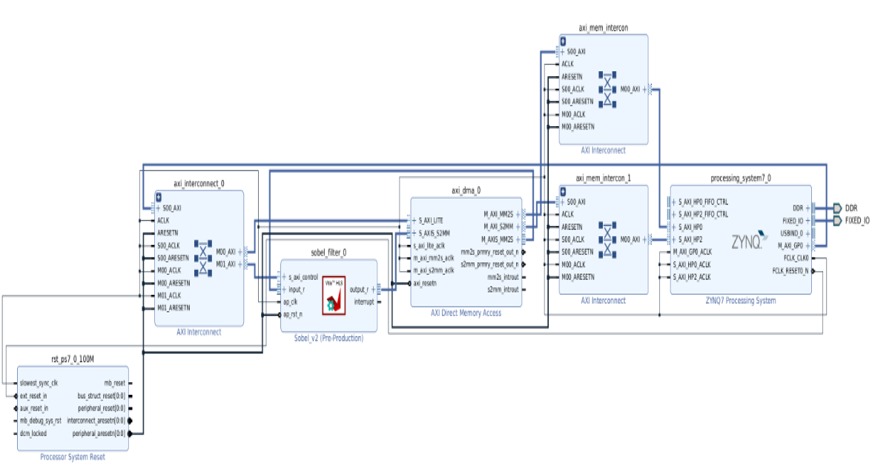 axi_mem_intercon
S00_AXI
ACLK
ARESETN
S00_ACLK
S00_ARESETN
M00_ACLK
M00_ARESETN
M00_AXI
AXI Interconnect
axi_interconnect_0
S00_AXI
ACLK
ARESETN
S00_ACLK
S00_ARESETN
M00_ACLK
M00_ARESETN
M01_ACLK
M01_ARESETN
M00_AXI
M01_AXI
AXI Interconnect
sobel_filter_0
s_axi_control
input_r
ap_clk
ap_rst_n
output_r
interrupt
Sobel_v2 (Pre-Production)
axi_dma_0
S_AXI_LITE
S_AXIS_S2MM
s_axi_lite_aclk
m_axi_mm2s_aclk
m_axi_s2mm_aclk
axi_resetn
M_AXI_MM2S
M_AXI_S2MM
M_AXIS_MM2S
mm2s_prmry_reset_out_n
s2mm_prmry_reset_out_n
mm2s_introut
s2mm_introut
AXI Direct Memory Access
axi_mem_intercon_1
S00_AXI
ACLK
ARESETN
S00_ACLK
S00_ARESETN
M00_ACLK
M00_ARESETN
M00_AXI
AXI Interconnect
processing_system7_0
S_AXI_HP0_FIFO_CTRL
S_AXI_HP2_FIFO_CTRL
S_AXI_HP0
S_AXI_HP2
M_AXI_GP0_ACLK
S_AXI_HP0_ACLK
S_AXI_HP2_ACLK
ZYNQ
DDR
FIXED_IO
USBIND_0
M_AXI_GP0
FCLK_CLK0
FCLK_RESET0_N
ZYNQ7 Processing System
DDR
FIXED_IO
rst_ps7_0_100M
slowest_sync_clk
ext_reset_in
aux_reset_in
mb_debug_sys_rst
dcm_locked
mb_reset
bus_struct_reset[0:0]
peripheral_reset[0:0]
interconnect_aresetn[0:0]
peripheral_aresetn[0:0]
Processor System Reset